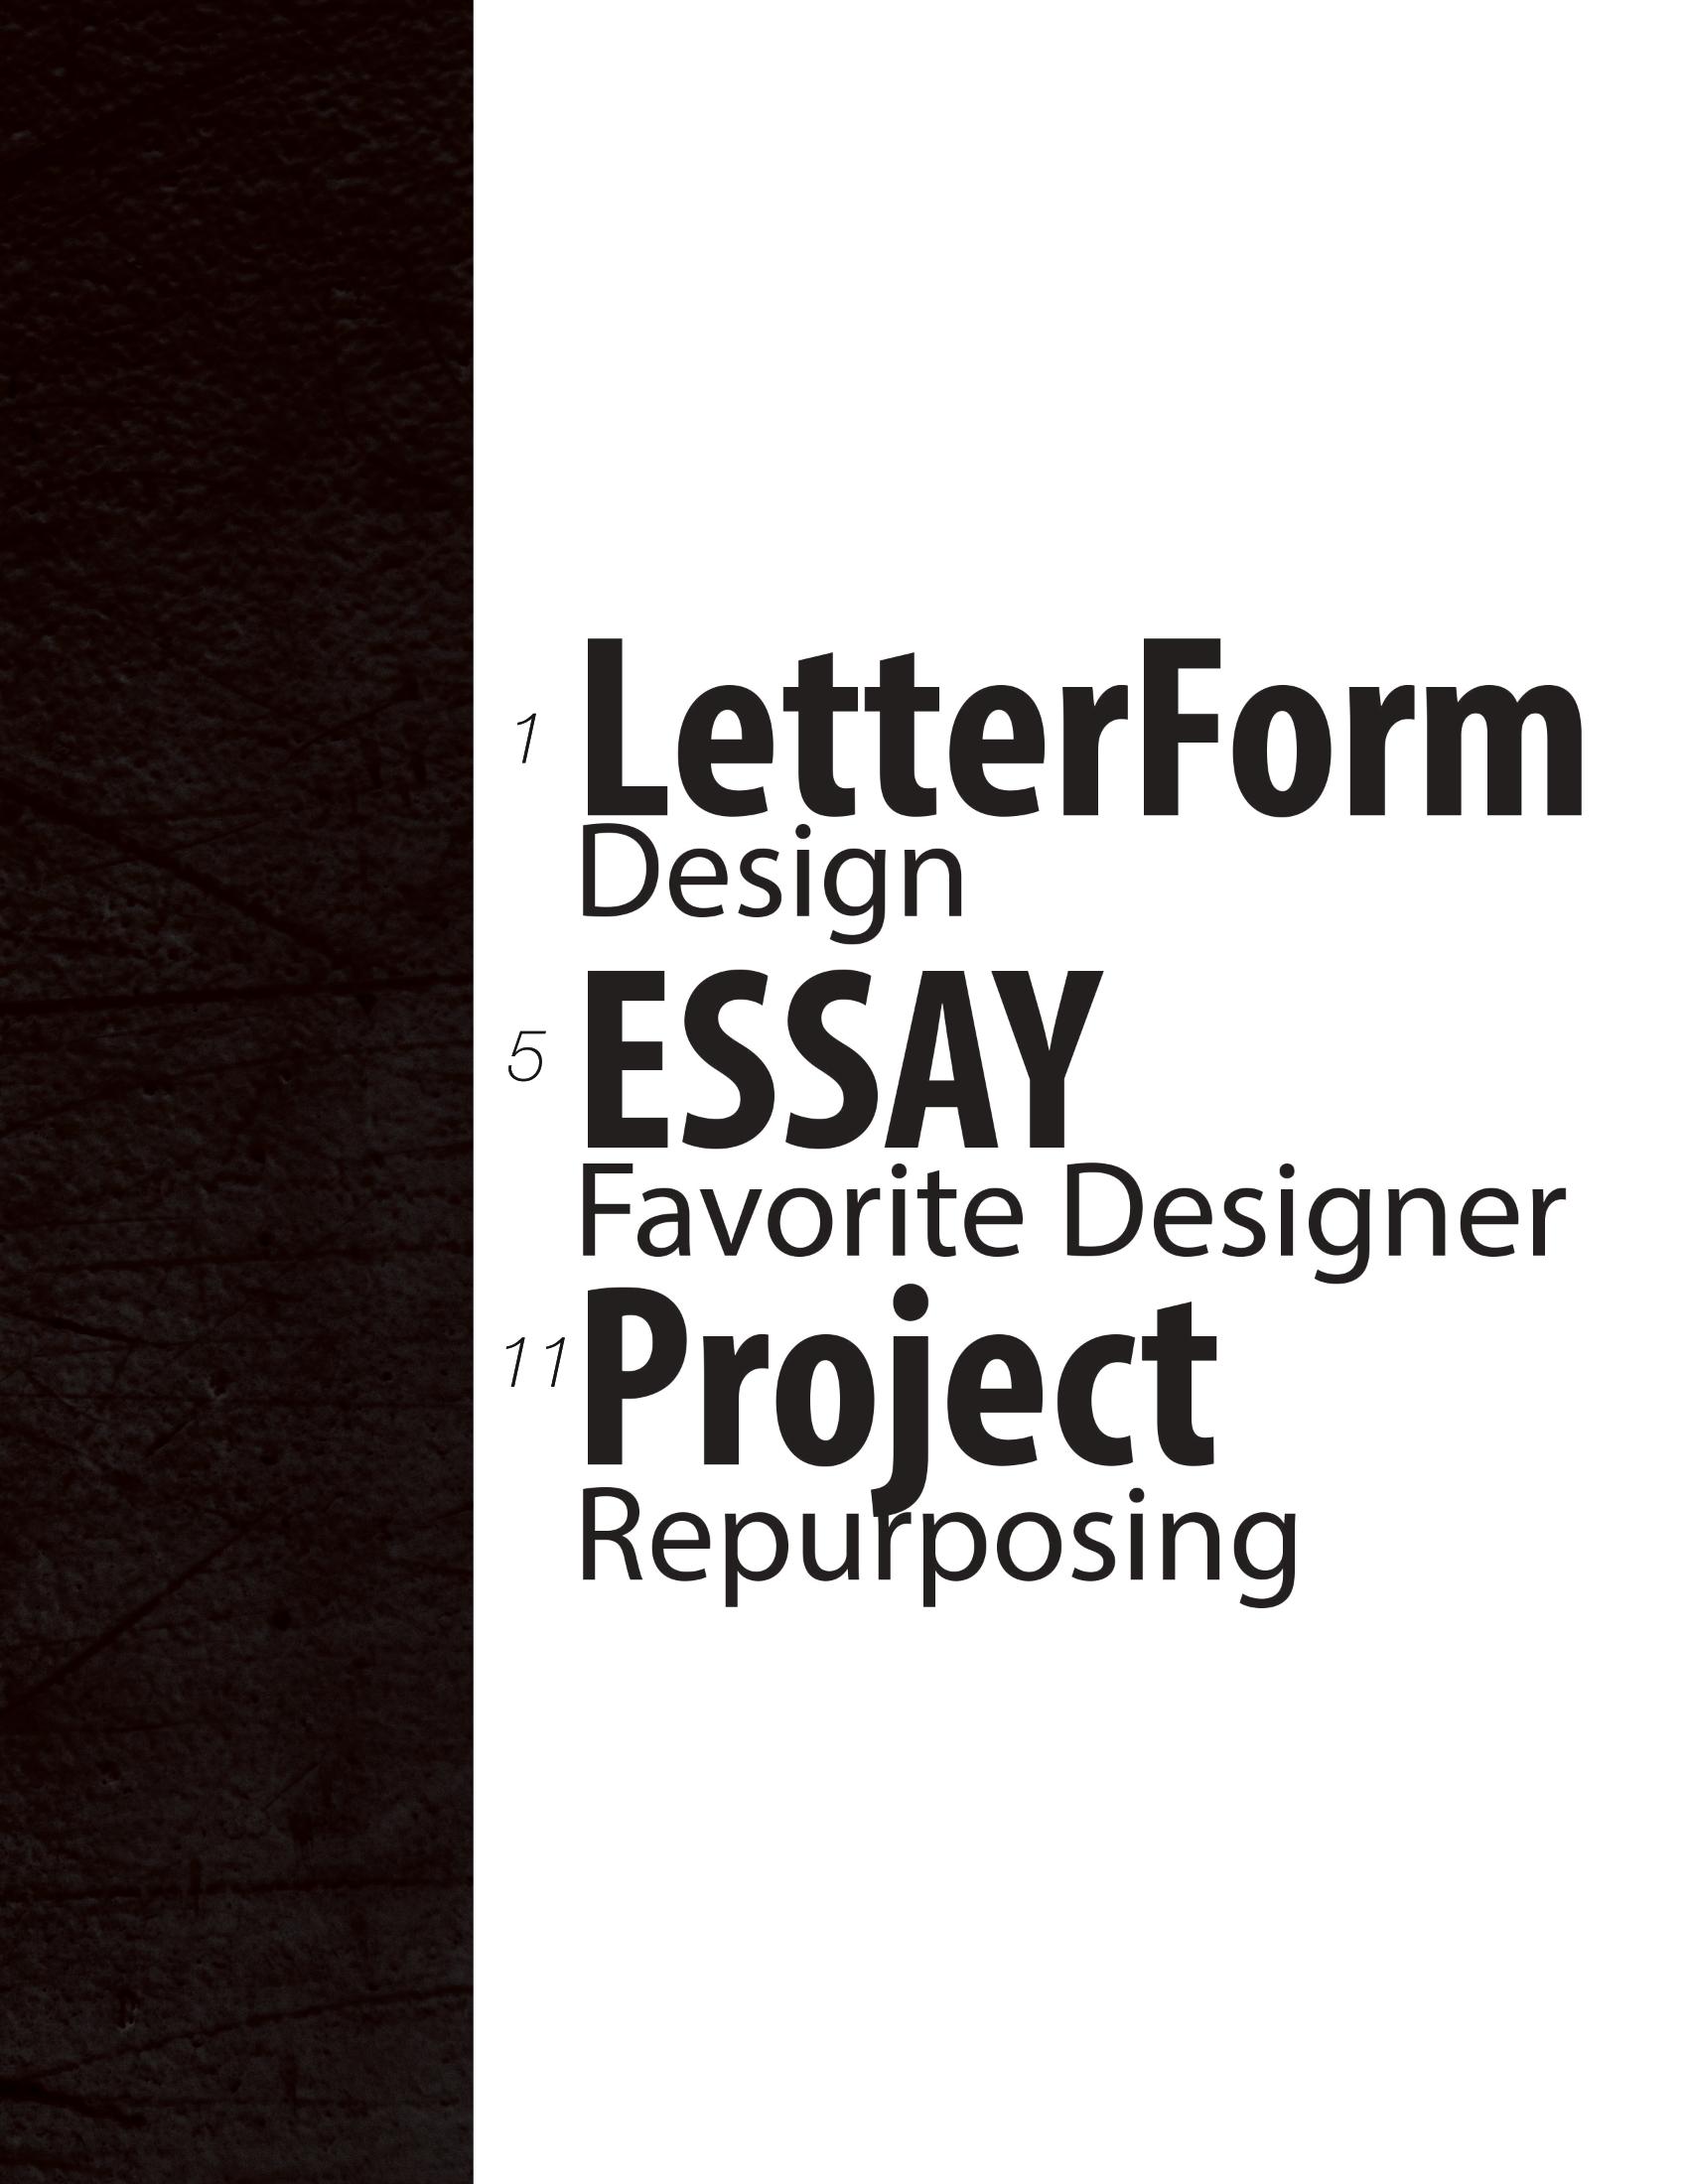 1 LetterForm
Design
5 ESSAY
Favorite Designer
11 Project
Repurposing